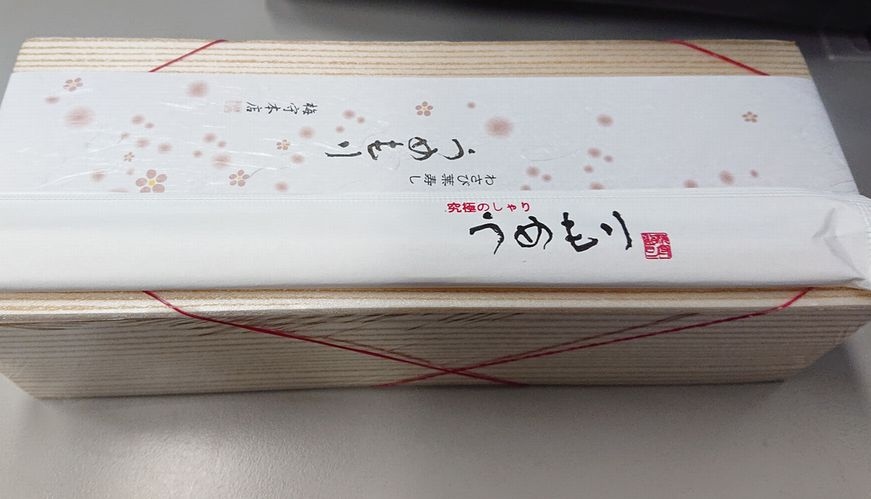 わさび葉寿し
うめもり
梅守本店
究極のしゃり
うめもり